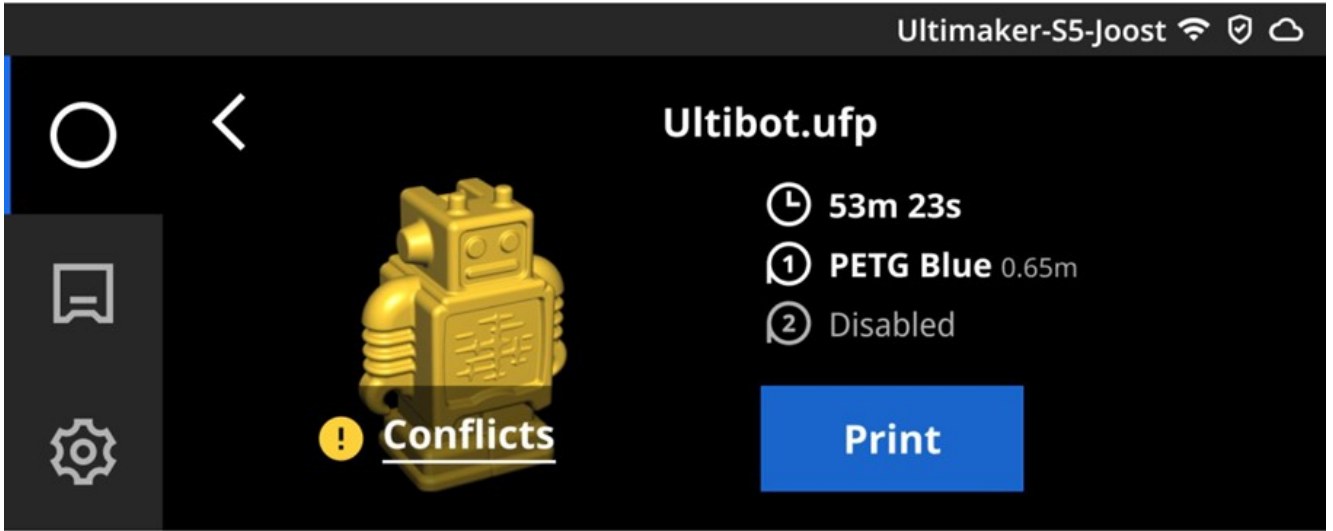 Ultimaker-S5-Joost
Ultibot.ufp
53m 23s
1 PETG Blue 0.65m
2 Disabled
! Conflicts
Print